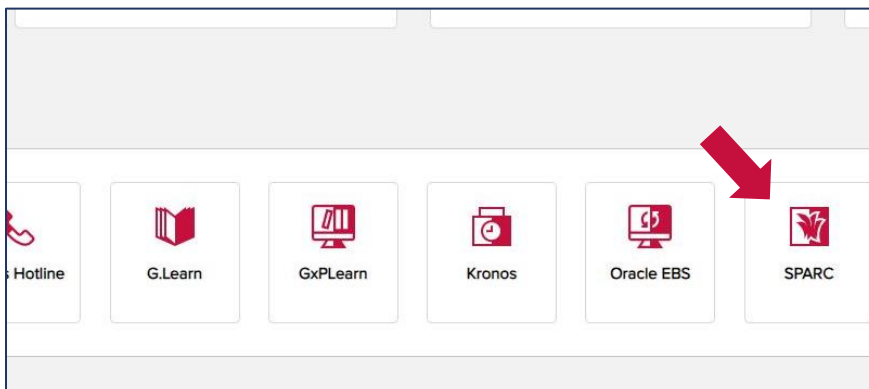 s Hotline
G.Learn
GxPLearn
Kronos
Oracle EBS
SPARC